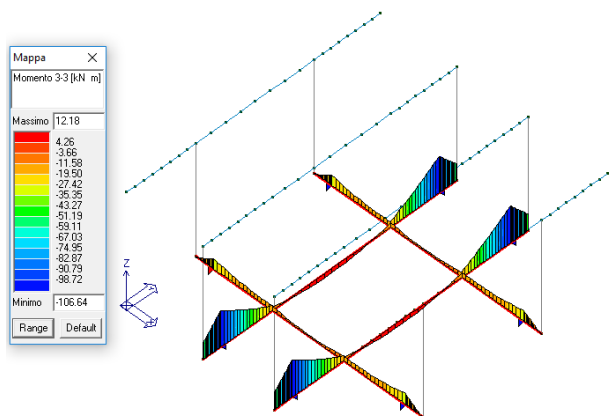 Mappa
Momento 3-3 [kN m]
Massimo 12.18
4.26
-3.66
-11.58
-19.50
-27.42
-35.35
-43.27
-51.19
-59.11
-67.03
-74.95
-82.87
-90.79
-98.72
Minimo -106.64
Range Default
Z